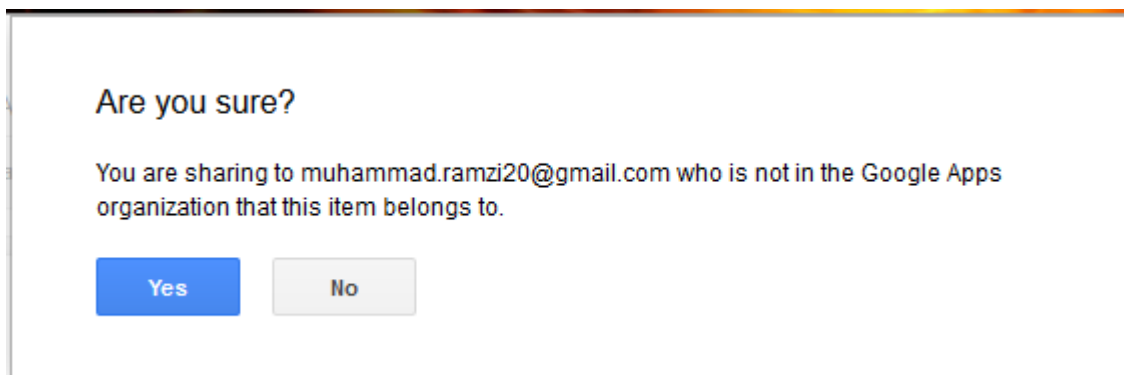 Are you sure?
You are sharing to muhammad.ramzi20@gmail.com who is not in the Google Apps
organization that this item belongs to.
Yes
No